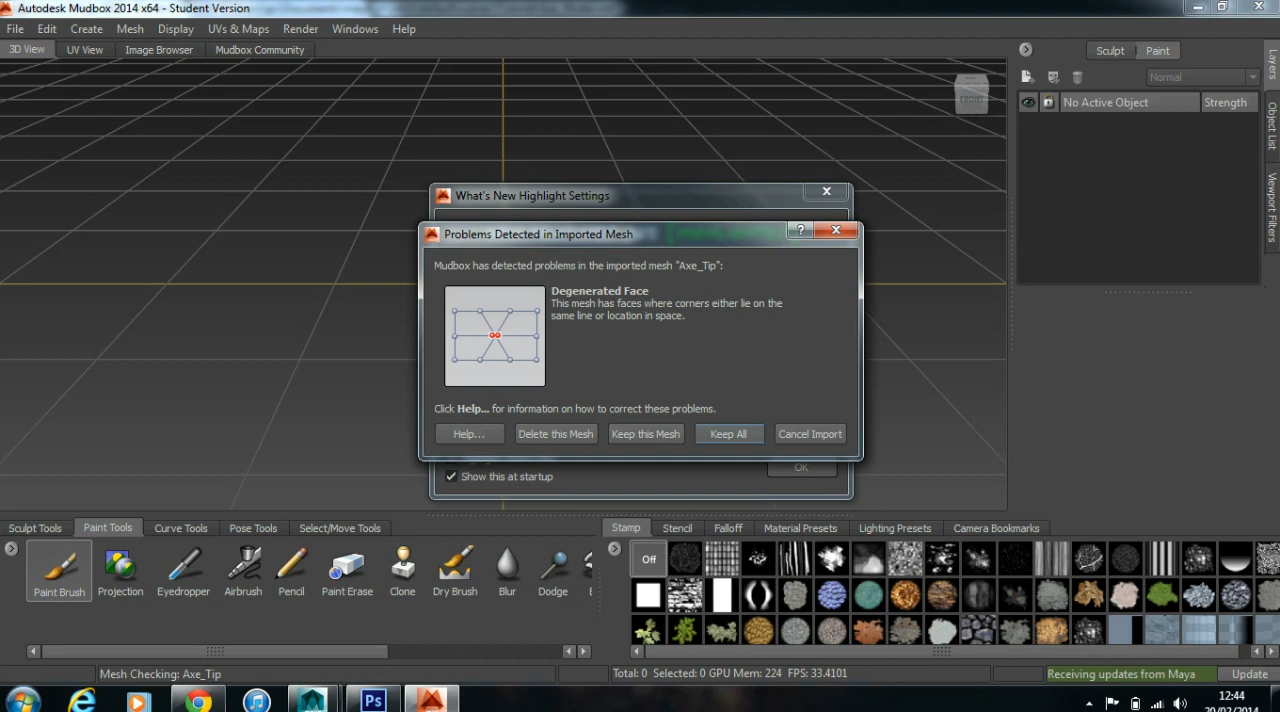 Autodesk Mudbox 2014 x64 - Student Version
File Edit Create Mesh Display UVs & Maps Render Windows Help
3D View UV View Image Browser Mudbox Community
Sculpt Paint
Normal
No Active Object Strength
Layers
Object List
Viewport Filters
FRONT
What's New Highlight Settings
Problems Detected in Imported Mesh
Mudbox has detected problems in the imported mesh "Axe_Tip":
Degenerated Face
This mesh has faces where corners either lie on the
same line or location in space.
Click Help... for information on how to correct these problems.
Help... Delete this Mesh Keep this Mesh Keep All Cancel Import
OK
Show this at startup
Sculpt Tools Paint Tools Curve Tools Pose Tools Select/Move Tools
Stamp Stencil Falloff Material Presets Lighting Presets Camera Bookmarks
Off
Paint Brush Projection Eyedropper Airbrush Pencil Paint Erase Clone Dry Brush Blur Dodge
Mesh Checking: Axe_Tip
Total: 0 Selected: 0 GPU Mem: 224 FPS: 33.4101
Receiving updates from Maya Update
Ps
12:44
20/02/2014